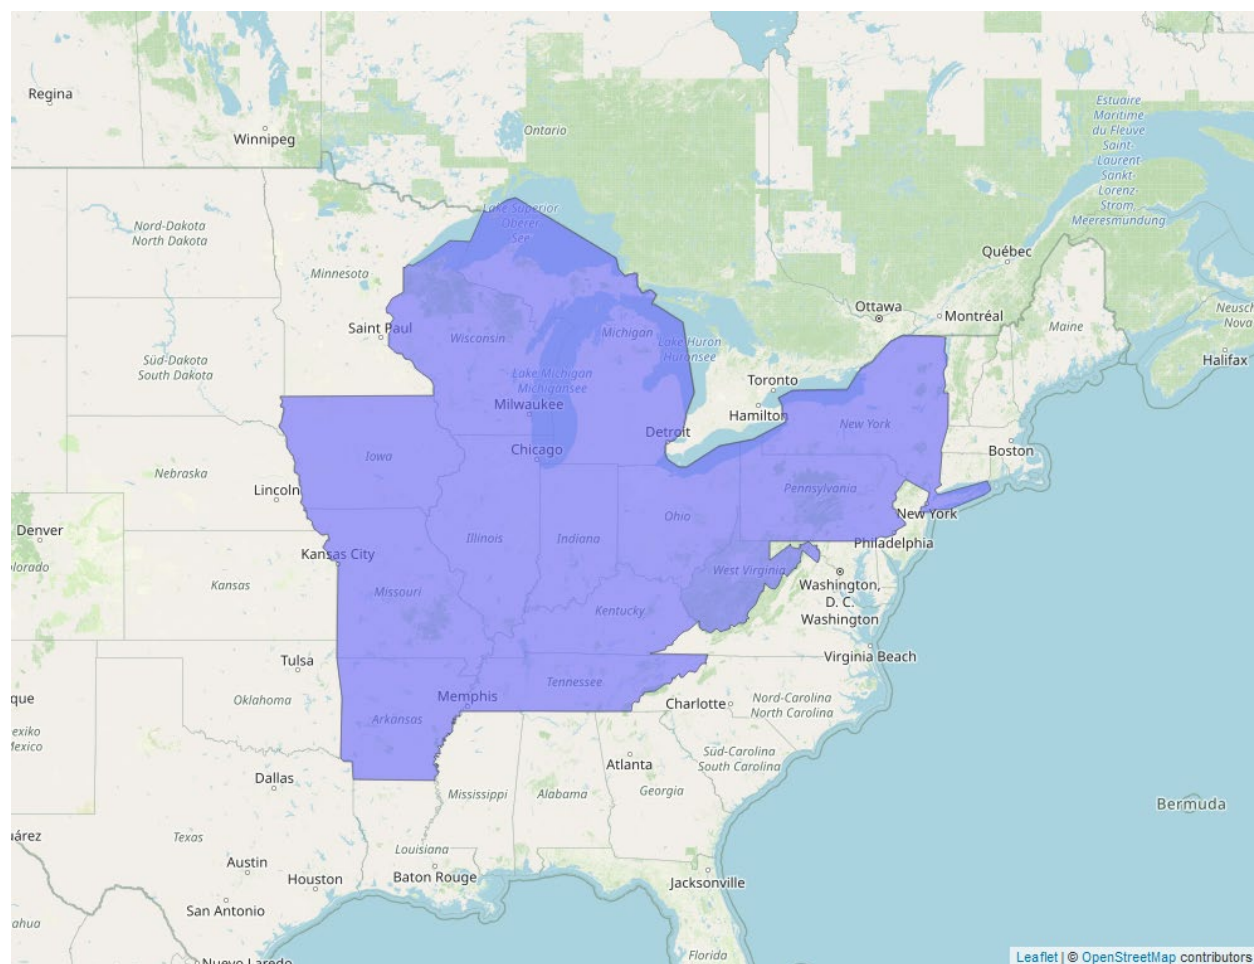 Regina
Winnipeg
Ontario
Estuaire
Maritime
du Fleuve
Saint-
Laurent-
Sankt-
Lorenz-
Strom,
Meeresmundung
Lake Superior
Oberer
See
Nord-Dakota
North Dakota
Minnesota
Québec
Ottawa
Montréal
Maine
Neusch
Nova
Halifax
Saint Paul
Wisconsin
Michigan
Lake Huron
Huronsee
Süd-Dakota
South Dakota
Lake Michigan
Michigansee
Toronto
Hamilton
Milwaukee
Detroit
New York
Boston
Chicago
Iowa
Nebraska
Lincoln
Pennsylvania
Denver
Ohio
New York
Illinois
Indiana
Philadelphia
Kansas City
olorado
Kansas
Missouri
West Virginia
Washington,
D. C.
Washington
Kentucky
Virginia Beach
Tulsa
Tennessee
que
Oklahoma
Memphis
Charlotte
Nord-Carolina
North Carolina
Arkansas
exiko
Mexico
Süd-Carolina
South Carolina
Atlanta
Dallas
Mississippi
Alabama
Georgia
Bermuda
uárez
Texas
Louisiana
Austin
Houston
Baton Rouge
Jacksonville
San Antonio
ahua
Florida
Nuevo Laredo
Leaflet | © OpenStreetMap contributors